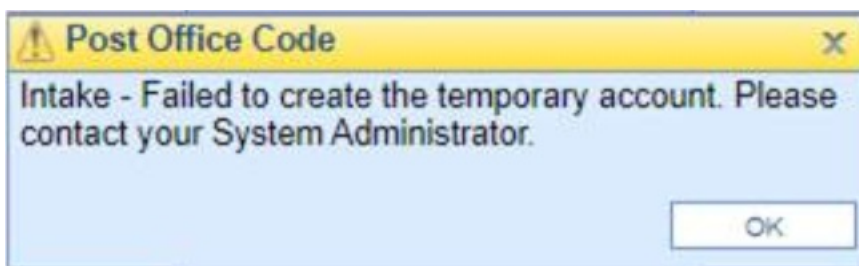 Post Office Code
Intake - Failed to create the temporary account. Please
contact your System Administrator.
OK